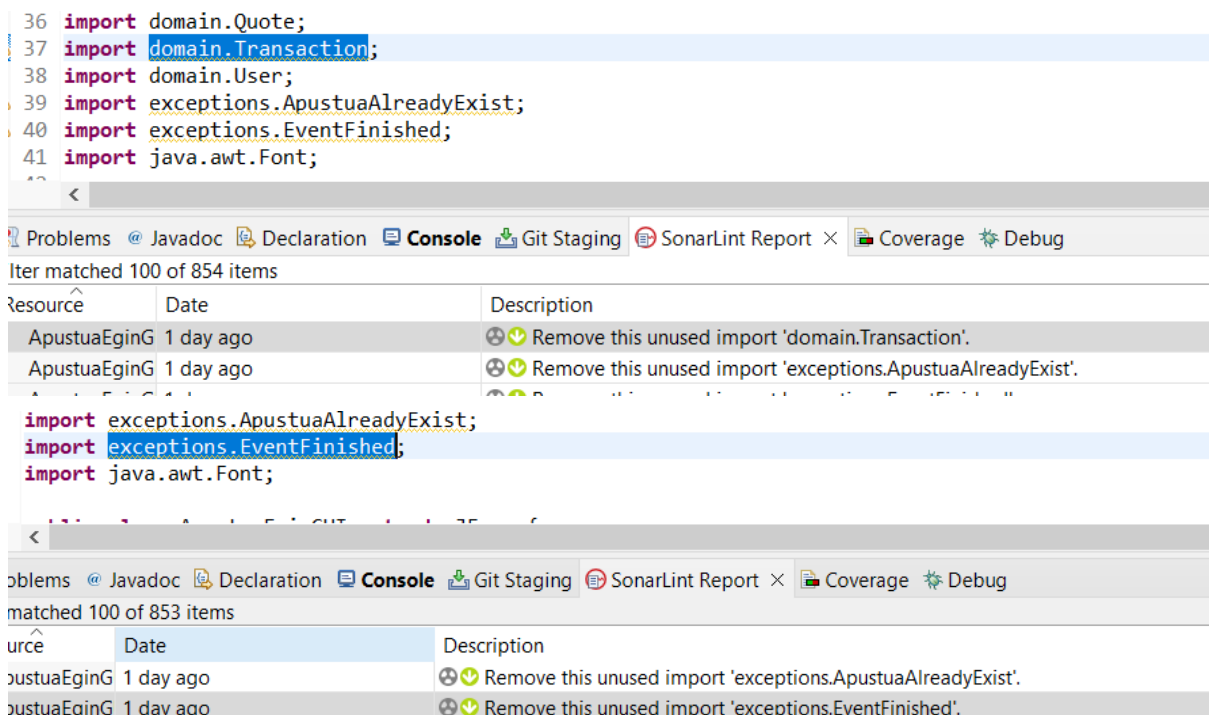 36 import domain.Quote;
37 import domain.Transaction;
38 import domain.User;
39 import exceptions.ApustuaAlreadyExist;
40 import exceptions.EventFinished;
41 import java.awt.Font;
Problems @ Javadoc Declaration Console Git Staging SonarLint Report × Coverage Debug
lter matched 100 of 854 items
Resource Date Description
ApustuaEginG 1 day ago Remove this unused import 'domain.Transaction'.
ApustuaEginG 1 day ago Remove this unused import 'exceptions.ApustuaAlreadyExist'.
import exceptions.ApustuaAlreadyExist;
import exceptions.EventFinished;
import java.awt.Font;
oblems @ Javadoc Declaration Console Git Staging SonarLint Report × Coverage Debug
matched 100 of 853 items
urce Date Description
pustuaEginG 1 day ago Remove this unused import 'exceptions.ApustuaAlreadyExist'.
pustuaEginG 1 day ago Remove this unused import 'exceptions.EventFinished'.